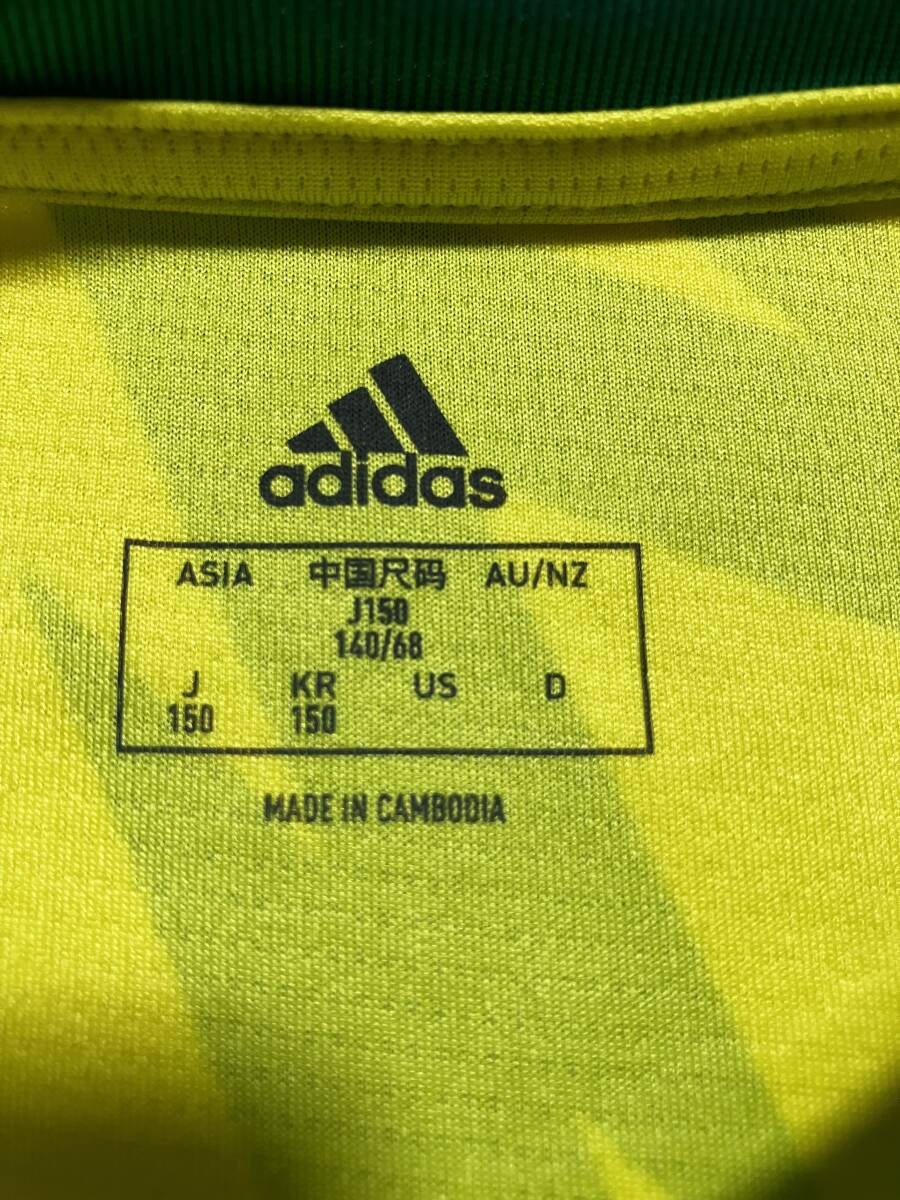 adidas
ASIA 中国尺码 AU/NZ
J150
140/68
J KR US D
150 150
MADE IN CAMBODIA